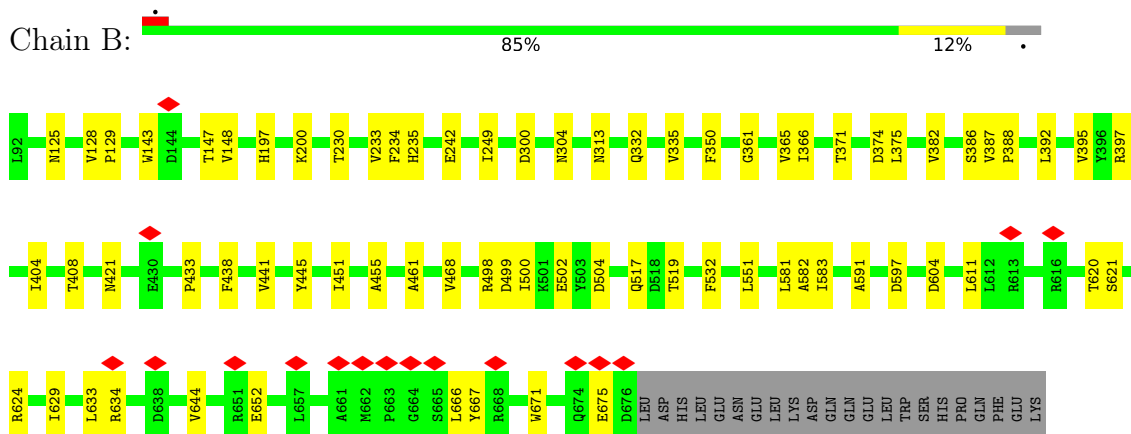 Chain B:
85% 12%
L92 N125 V128 P129 W143 D144 T147 V148 H197 K200 T230 V233 F234 H235 E242 I249 D300 N304 N313 Q332 V335 F350 G361 V365 I366 T371 D374 L375 V382 S386 V387 P388 L392 V395 Y396 R397
I404 T408 N421 E430 P433 F438 V441 Y445 I451 A455 A461 V468 R498 D499 I500 K501 E502 Y503 D504 Q517 D518 T519 F532 L551 L581 A582 I583 A591 D597 D604 L611 L612 R613 R616 T620 S621
R624 I629 L633 R634 D638 V644 R651 E652 L657 A661 M662 P663 G664 S665 L666 Y667 R668 W671 Q674 E675 D676 LEU ASP HIS LEU GLU ASN GLU LEU LYS ASP GLN GLN GLU LEU TRP SER HIS PRO GLN PHE GLU LYS